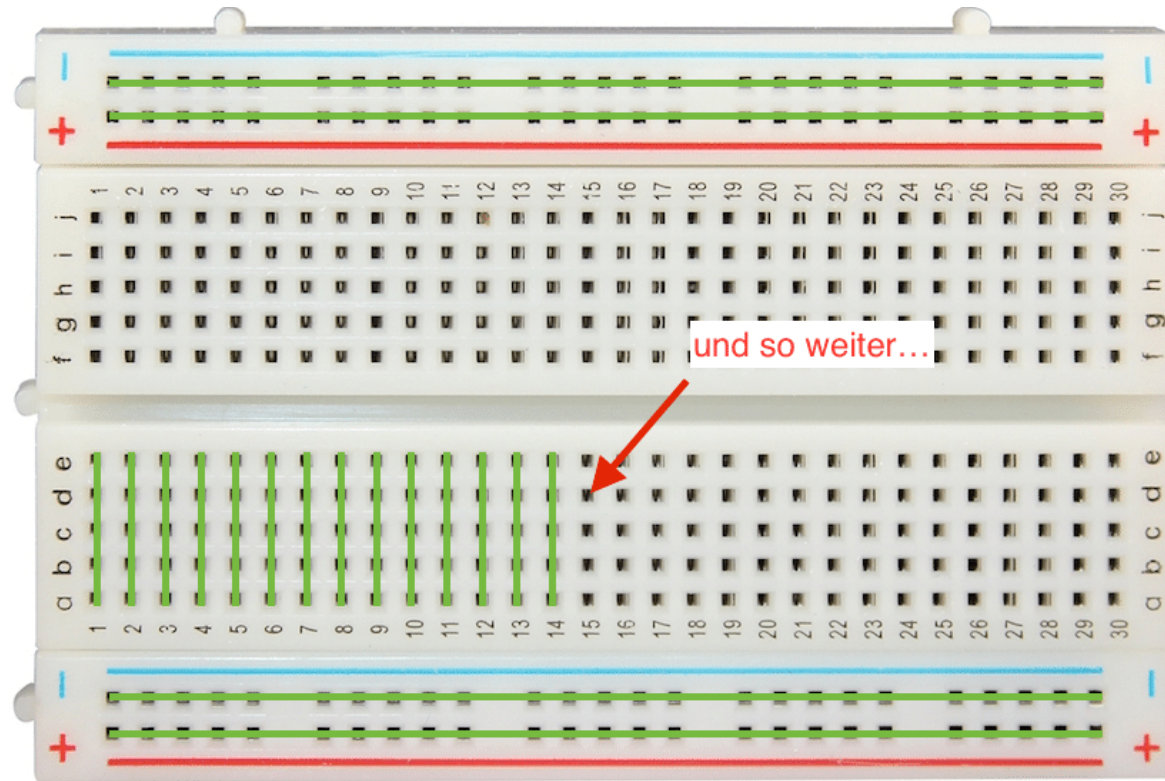 − −
+ +
1 2 3 4 5 6 7 8 9 10 11 12 13 14 15 16 17 18 19 20 21 22 23 24 25 26 27 28 29 30
j j
i i
h h
g g
und so weiter...
f f
e e
d d
c c
b b
a a
1 2 3 4 5 6 7 8 9 10 11 12 13 14 15 16 17 18 19 20 21 22 23 24 25 26 27 28 29 30
− −
+ +